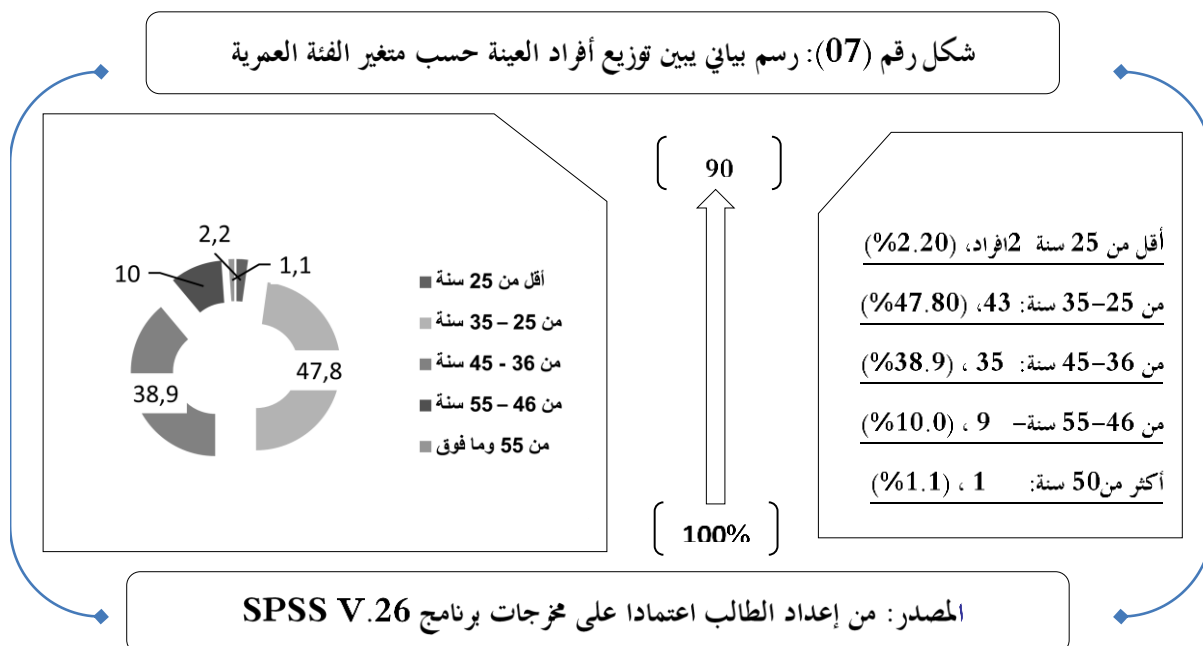 شكل رقم (07): رسم بياني يبين توزيع أفراد العينة حسب متغير الفئة العمرية
90
100%
أقل من 25 سنة 2افراد، (2.20%)
من 25–35 سنة: 43، (47.80%)
من 36–45 سنة: 35 ، (38.9%)
من 46–55 سنة– 9 ، (10.0%)
أكثر من50 سنة: 1 ، (1.1%)
2,2
1,1
10
47,8
38,9
أقل من 25 سنة
من 25 – 35 سنة
من 36 - 45 سنة
من 46 – 55 سنة
من 55 وما فوق
المصدر: من إعداد الطالب اعتمادا على مخرجات برنامج SPSS V.26